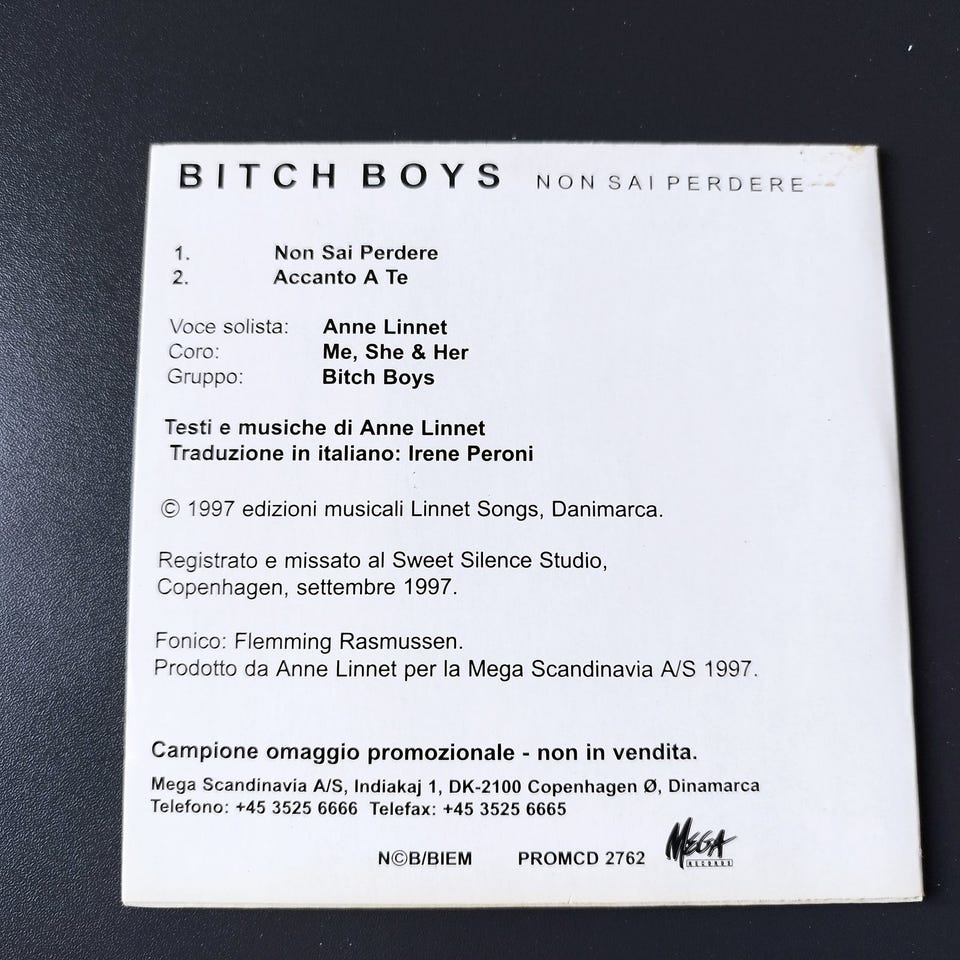 BITCH BOYS NON SAI PERDERE
1. Non Sai Perdere
2. Accanto A Te
Voce solista: Anne Linnet
Coro: Me, She & Her
Gruppo: Bitch Boys
Testi e musiche di Anne Linnet
Traduzione in italiano: Irene Peroni
© 1997 edizioni musicali Linnet Songs, Danimarca.
Registrato e missato al Sweet Silence Studio,
Copenhagen, settembre 1997.
Fonico: Flemming Rasmussen.
Prodotto da Anne Linnet per la Mega Scandinavia A/S 1997.
Campione omaggio promozionale - non in vendita.
Mega Scandinavia A/S, Indiakaj 1, DK-2100 Copenhagen Ø, Dinamarca
Telefono: +45 3525 6666 Telefax: +45 3525 6665
N©B/BIEM PROMCD 2762 MEGA
RECORDS